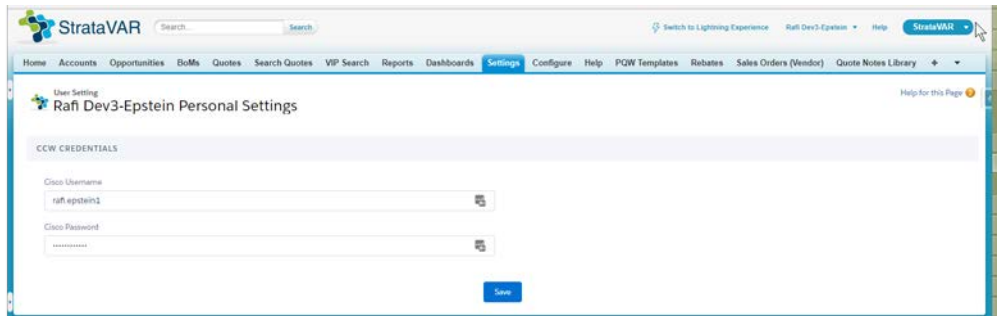 StrataVAR Search... Search Switch to Lightning Experience Rafi Dev3-Epstein Help StrataVAR
Home Accounts Opportunities BoMs Quotes Search Quotes VIP Search Reports Dashboards Settings Configure Help PQW Templates Rebates Sales Orders (Vendor) Quote Notes Library +
User Setting
Rafi Dev3-Epstein Personal Settings
Help for this Page
CCW CREDENTIALS
Cisco Username
rafi.epstein1
Cisco Password
............
Save